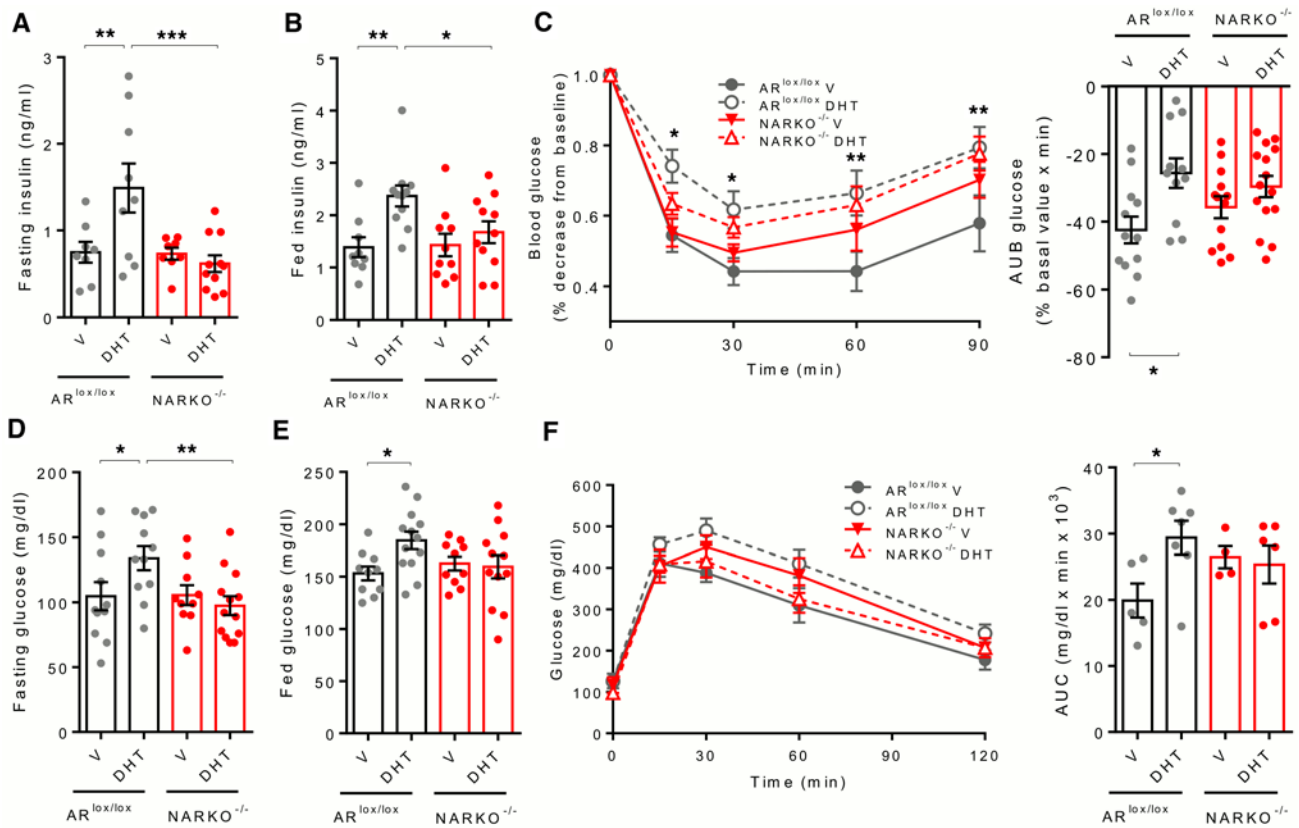 A
** ***
Fasting insulin (ng/ml)
3
2
1
0
V DHT V DHT
AR^lox/lox NARKO^-/-
B
** *
Fed insulin (ng/ml)
5
4
3
2
1
0
V DHT V DHT
AR^lox/lox NARKO^-/-
C
Blood glucose
(% decrease from baseline)
1.0
0.8
0.6
0.4
AR^lox/lox V
AR^lox/lox DHT
NARKO^-/- V
NARKO^-/- DHT
* * ** **
0 30 60 90
Time (min)
AR^lox/lox NARKO^-/-
V DHT V DHT
AUB glucose
(% basal value x min)
0
-20
-40
-60
-80
*
D
* **
Fasting glucose (mg/dl)
200
150
100
50
0
V DHT V DHT
AR^lox/lox NARKO^-/-
E
*
Fed glucose (mg/dl)
250
200
150
100
50
0
V DHT V DHT
AR^lox/lox NARKO^-/-
F
Glucose (mg/dl)
600
500
400
300
200
100
0
AR^lox/lox V
AR^lox/lox DHT
NARKO^-/- V
NARKO^-/- DHT
0 30 60 90 120
Time (min)
*
AUC (mg/dl x min x 10^3)
40
30
20
10
0
V DHT V DHT
AR^lox/lox NARKO^-/-